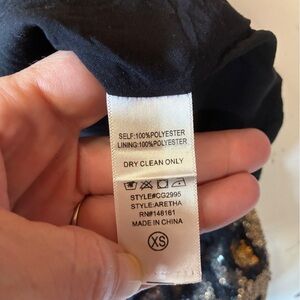 SELF:100%POLYESTER
LINING:100%POLYESTER
DRY CLEAN ONLY
STYLE#CG2995
STYLE:ARETHA
RN#148161
MADE IN CHINA
XS